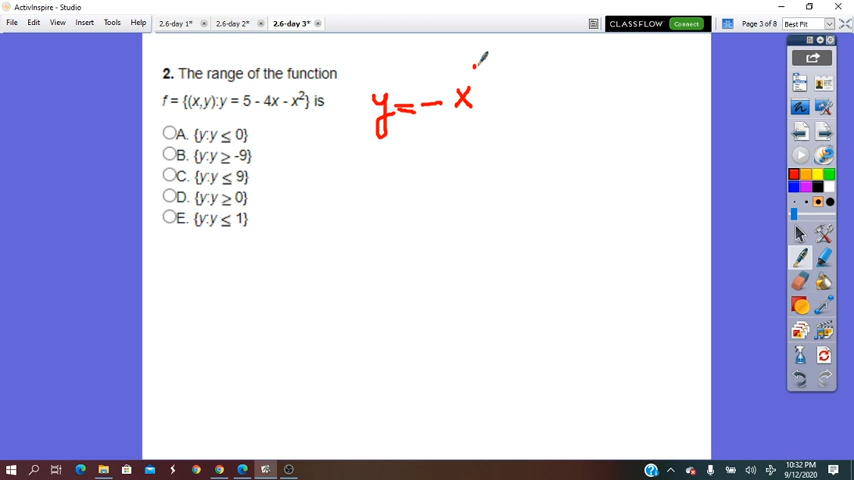 ActivInspire - Studio
File Edit View Insert Tools Help
2.6-day 1*
2.6-day 2*
2.6-day 3*
CLASSFLOW Connect
Page 3 of 8
Best Fit
2. The range of the function
f = {(x,y):y = 5 - 4x - x²} is
A. {y:y ≤ 0}
B. {y:y ≥ -9}
C. {y:y ≤ 9}
D. {y:y ≥ 0}
E. {y:y ≤ 1}
y = - x
10:32 PM
9/12/2020